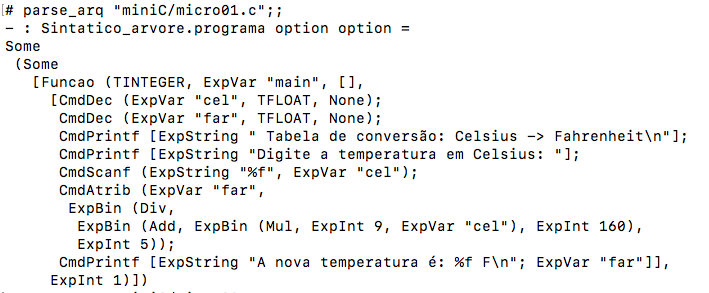 # parse_arq "miniC/micro01.c";;
- : Sintatico_arvore.programa option option =
Some
(Some
[Funcao (TINTEGER, ExpVar "main", [],
[CmdDec (ExpVar "cel", TFLOAT, None);
CmdDec (ExpVar "far", TFLOAT, None);
CmdPrintf [ExpString " Tabela de conversão: Celsius -> Fahrenheit\n"];
CmdPrintf [ExpString "Digite a temperatura em Celsius: "];
CmdScanf (ExpString "%f", ExpVar "cel");
CmdAtrib (ExpVar "far",
ExpBin (Div,
ExpBin (Add, ExpBin (Mul, ExpInt 9, ExpVar "cel"), ExpInt 160),
ExpInt 5));
CmdPrintf [ExpString "A nova temperatura é: %f F\n"; ExpVar "far"]],
ExpInt 1)])